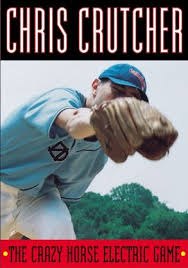 CHRIS CRUTCHER
THE CRAZY HORSE ELECTRIC GAME